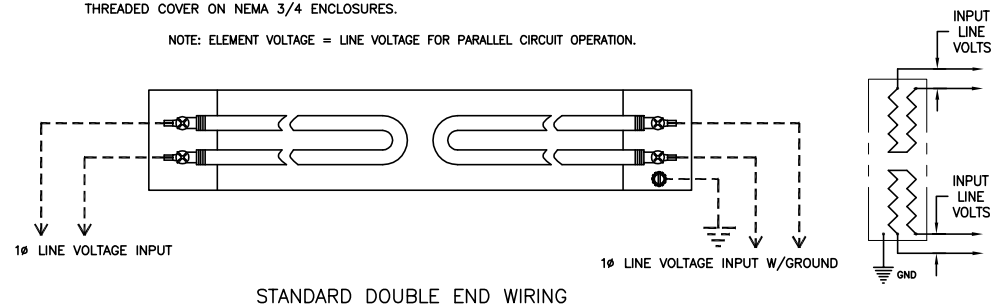 THREADED COVER ON NEMA 3/4 ENCLOSURES.
NOTE: ELEMENT VOLTAGE = LINE VOLTAGE FOR PARALLEL CIRCUIT OPERATION.
INPUT
LINE
VOLTS
INPUT
LINE
VOLTS
1ø LINE VOLTAGE INPUT
1ø LINE VOLTAGE INPUT W/GROUND
GND
STANDARD DOUBLE END WIRING